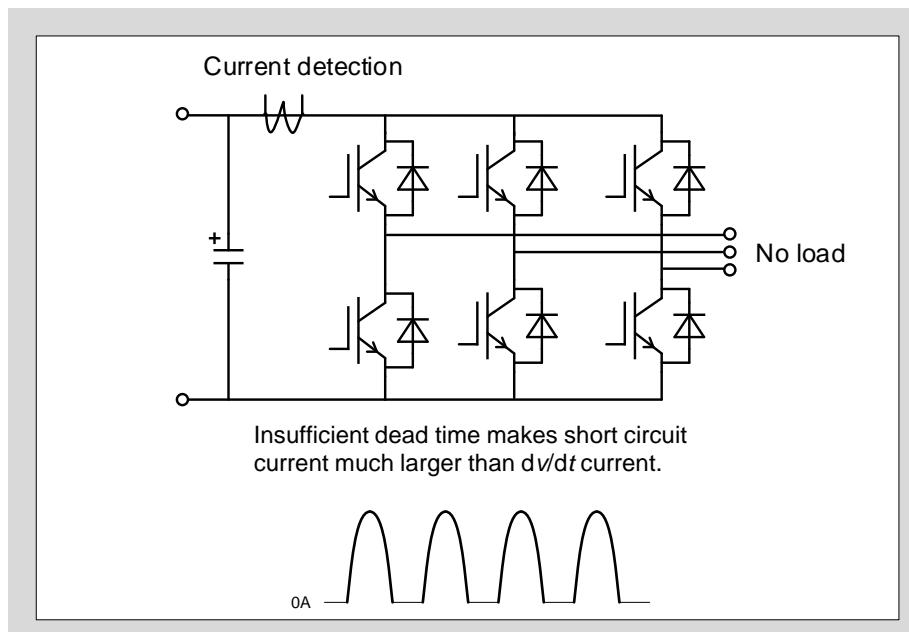 Current detection
+
No load
Insufficient dead time makes short circuit
current much larger than dv/dt current.
0A